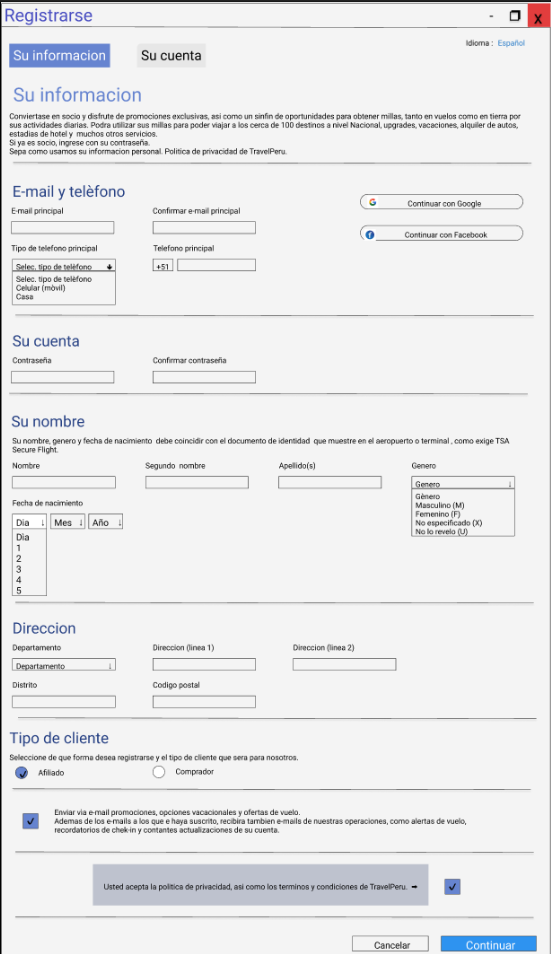 Registrarse
- X
Idioma : Español
Su informacion Su cuenta
Su informacion
Conviertase en socio y disfrute de promociones exclusivas, asi como un sinfin de oportunidades para obtener millas, tanto en vuelos como en tierra por
sus actividades diarias. Podra utilizar sus millas para poder viajar a los cerca de 100 destinos a nivel Nacional, upgrades, vacaciones, alquiler de autos,
estadias de hotel y muchos otros servicios.
Si ya es socio, ingrese con su contraseña.
Sepa como usamos su informacion personal. Politica de privacidad de TravelPeru.
E-mail y telèfono
E-mail principal Confirmar e-mail principal
G Continuar con Google
f Continuar con Facebook
Tipo de telefono principal Telefono principal
Selec. tipo de telèfono +51
Selec. tipo de telèfono
Celular (mòvil)
Casa
Su cuenta
Contraseña Confirmar contraseña
Su nombre
Su nombre, genero y fecha de nacimiento debe coincidir con el documento de identidad que muestre en el aeropuerto o terminal , como exige TSA
Secure Flight.
Nombre Segundo nombre Apellido(s) Genero
Genero
Gènero
Masculino (M)
Femenino (F)
No especificado (X)
No lo revelo (U)
Fecha de nacimiento
Dia Mes Año
Dìa
1
2
3
4
5
Direccion
Departamento Direccion (linea 1) Direccion (linea 2)
Departamento
Distrito Codigo postal
Tipo de cliente
Seleccione de que forma desea registrarse y el tipo de cliente que sera para nosotros.
Afiliado Comprador
Enviar via e-mail promociones, opciones vacacionales y ofertas de vuelo.
Ademas de los e-mails a los que e haya suscrito, recibira tambien e-mails de nuestras operaciones, como alertas de vuelo,
recordatorios de chek-in y contantes actualizaciones de su cuenta.
Usted acepta la politica de privacidad, asi como los terminos y condiciones de TravelPeru. →
Cancelar Continuar